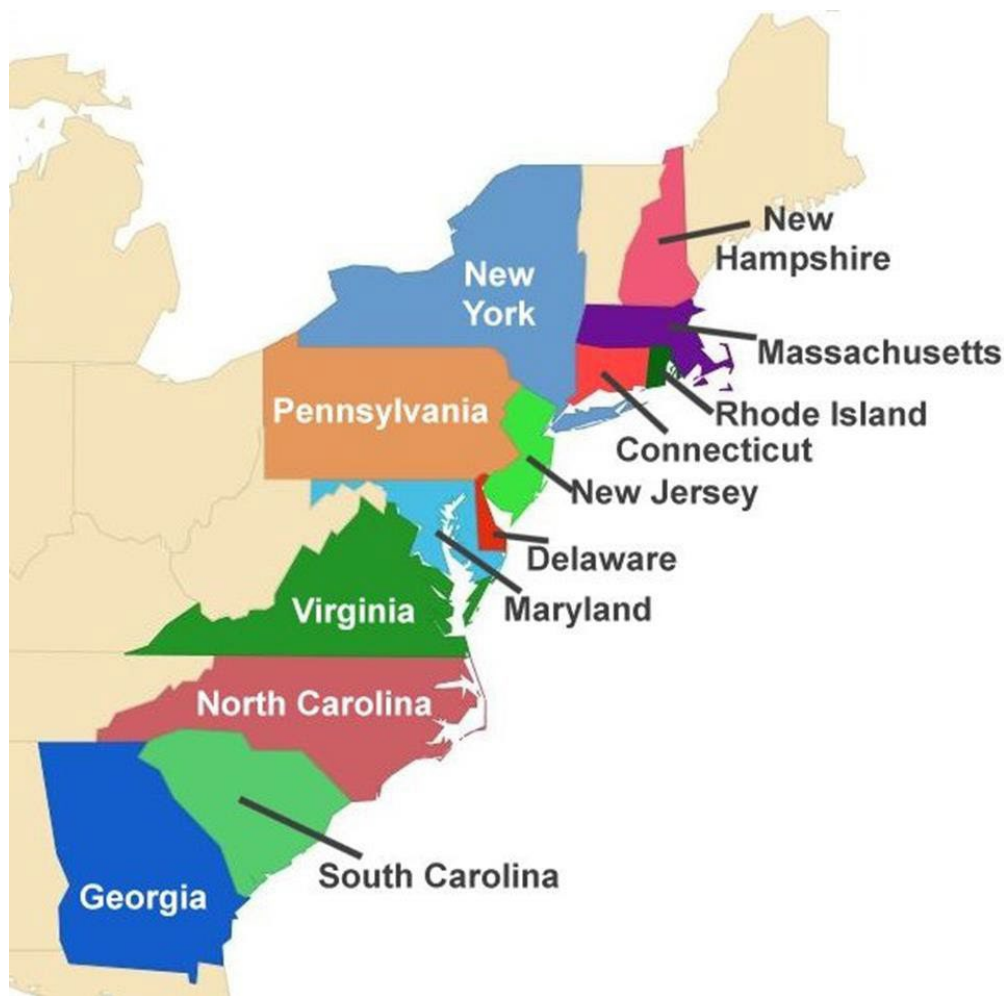 New
Hampshire
New
York
Massachusetts
Pennsylvania
Rhode Island
Connecticut
New Jersey
Delaware
Virginia
Maryland
North Carolina
South Carolina
Georgia